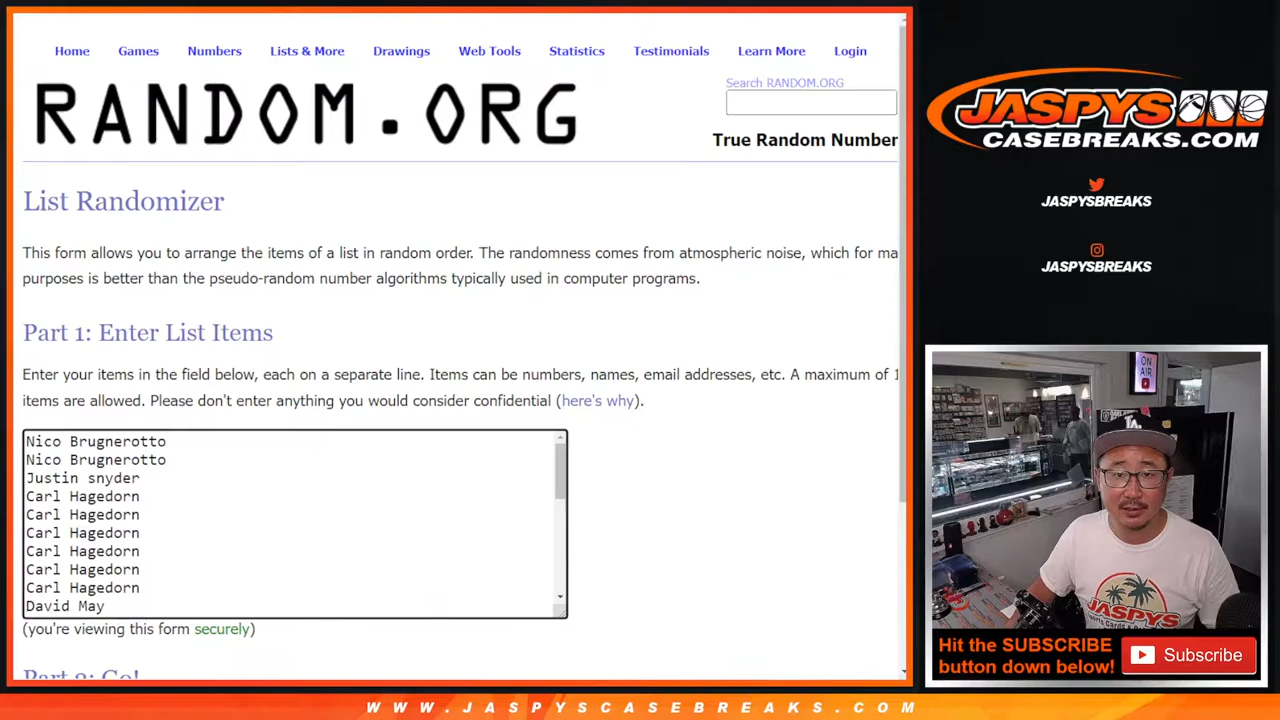 Home Games Numbers Lists & More Drawings Web Tools Statistics Testimonials Learn More Login
Search RANDOM.ORG
RANDOM.ORG
True Random Number
List Randomizer
This form allows you to arrange the items of a list in random order. The randomness comes from atmospheric noise, which for ma
purposes is better than the pseudo-random number algorithms typically used in computer programs.
Part 1: Enter List Items
Enter your items in the field below, each on a separate line. Items can be numbers, names, email addresses, etc. A maximum of 1
items are allowed. Please don't enter anything you would consider confidential (here's why).
Nico Brugnerotto
Nico Brugnerotto
Justin snyder
Carl Hagedorn
Carl Hagedorn
Carl Hagedorn
Carl Hagedorn
Carl Hagedorn
Carl Hagedorn
David May
(you're viewing this form securely)
Part 2: Go!
JASPYS
CASEBREAKS.COM
JASPYSBREAKS
JASPYSBREAKS
ON
AIR
LA
JASPYS
Hit the SUBSCRIBE
button down below!
Subscribe
WWW.JASPYSCASEBREAKS.COM